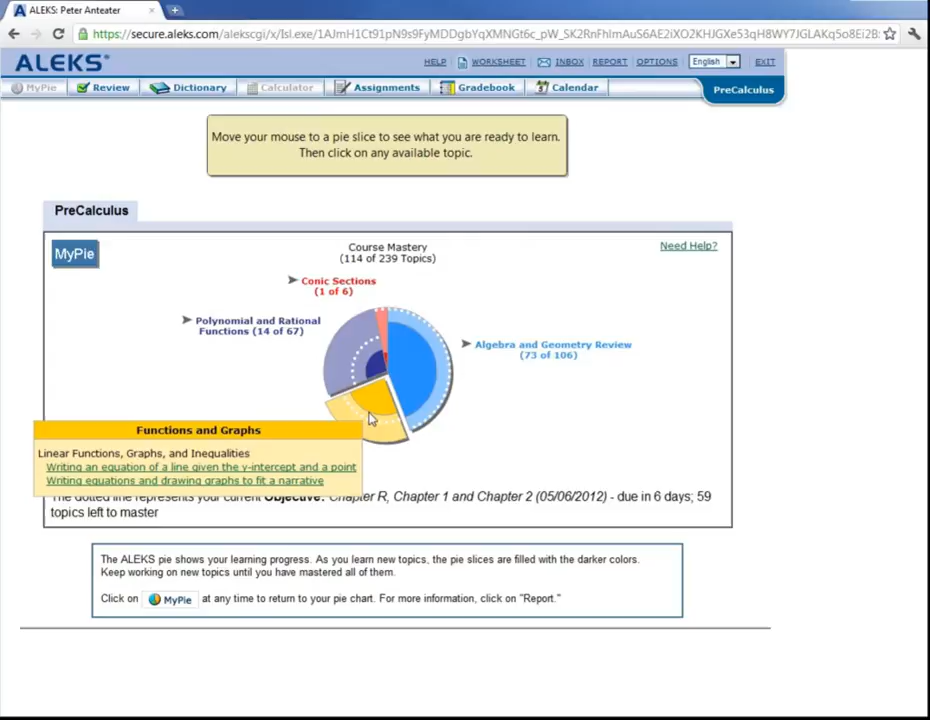 ALEKS: Peter Anteater
ALEKS
HELP WORKSHEET INBOX REPORT OPTIONS English EXIT
MyPie Review Dictionary Calculator Assignments Gradebook Calendar PreCalculus
Move your mouse to a pie slice to see what you are ready to learn.
Then click on any available topic.
PreCalculus
MyPie
Course Mastery
(114 of 239 Topics)
Need Help?
Conic Sections
(1 of 6)
Polynomial and Rational
Functions (14 of 67)
Algebra and Geometry Review
(73 of 106)
Functions and Graphs
Linear Functions, Graphs, and Inequalities
Writing an equation of a line given the y-intercept and a point
Writing equations and drawing graphs to fit a narrative
The dotted line represents your current Objective: Chapter R, Chapter 1 and Chapter 2 (05/06/2012) - due in 6 days; 59
topics left to master
The ALEKS pie shows your learning progress. As you learn new topics, the pie slices are filled with the darker colors.
Keep working on new topics until you have mastered all of them.
Click on MyPie at any time to return to your pie chart. For more information, click on "Report."